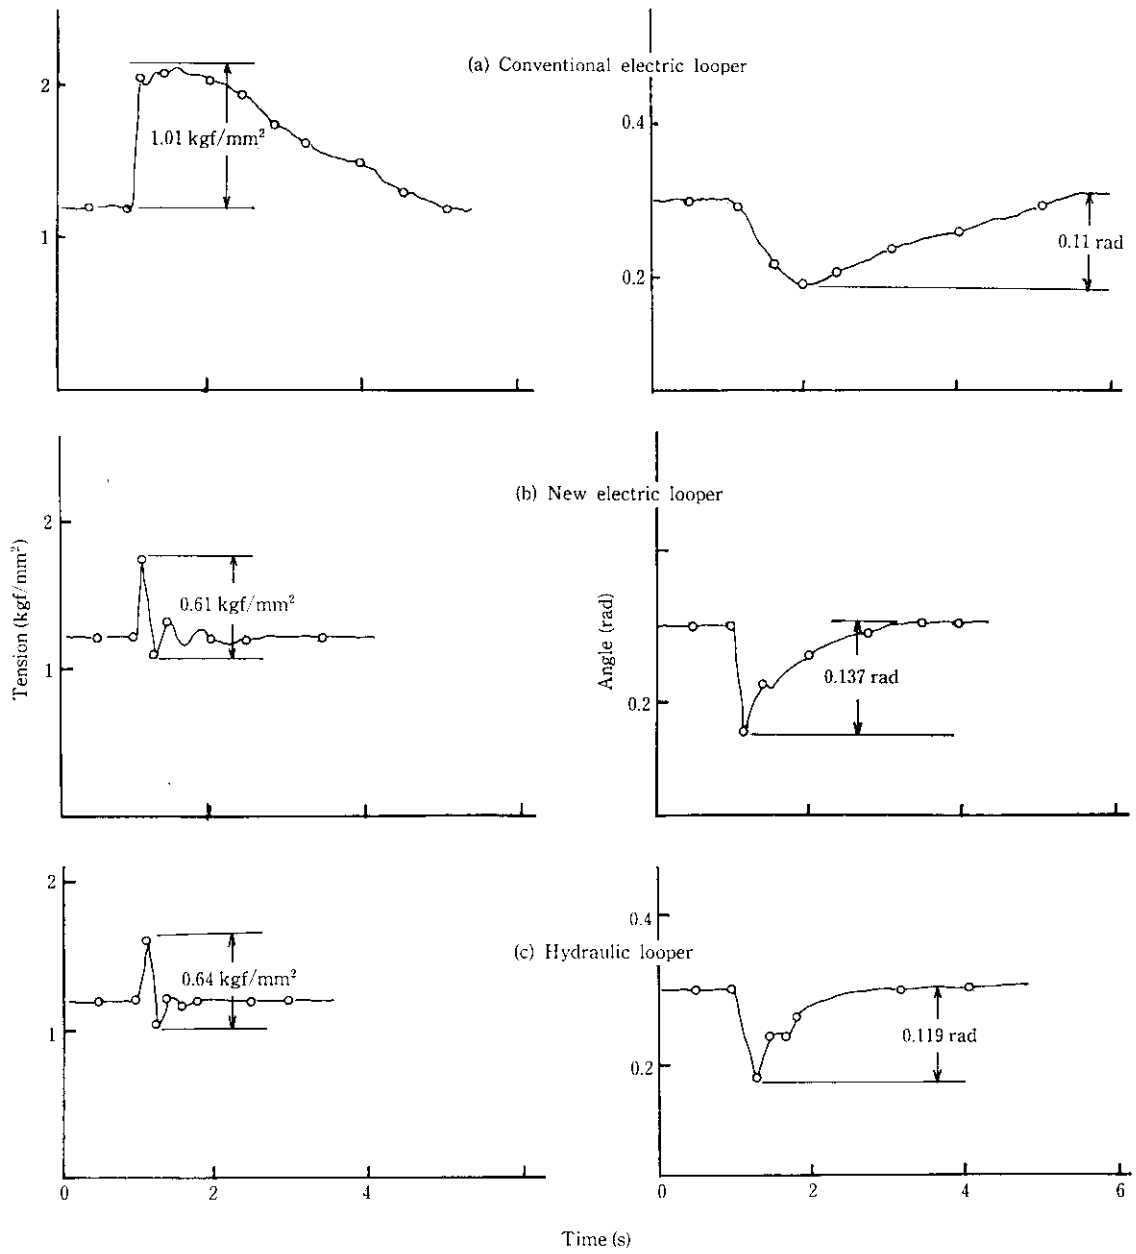 (a) Conventional electric looper
2
1
1.01 kgf/mm²
0.4
0.2
0.11 rad
(b) New electric looper
Tension (kgf/mm²)
2
1
0.61 kgf/mm²
Angle (rad)
0.2
0.137 rad
(c) Hydraulic looper
2
1
0.64 kgf/mm²
0 2 4
0.4
0.2
0.119 rad
0 2 4 6
Time (s)